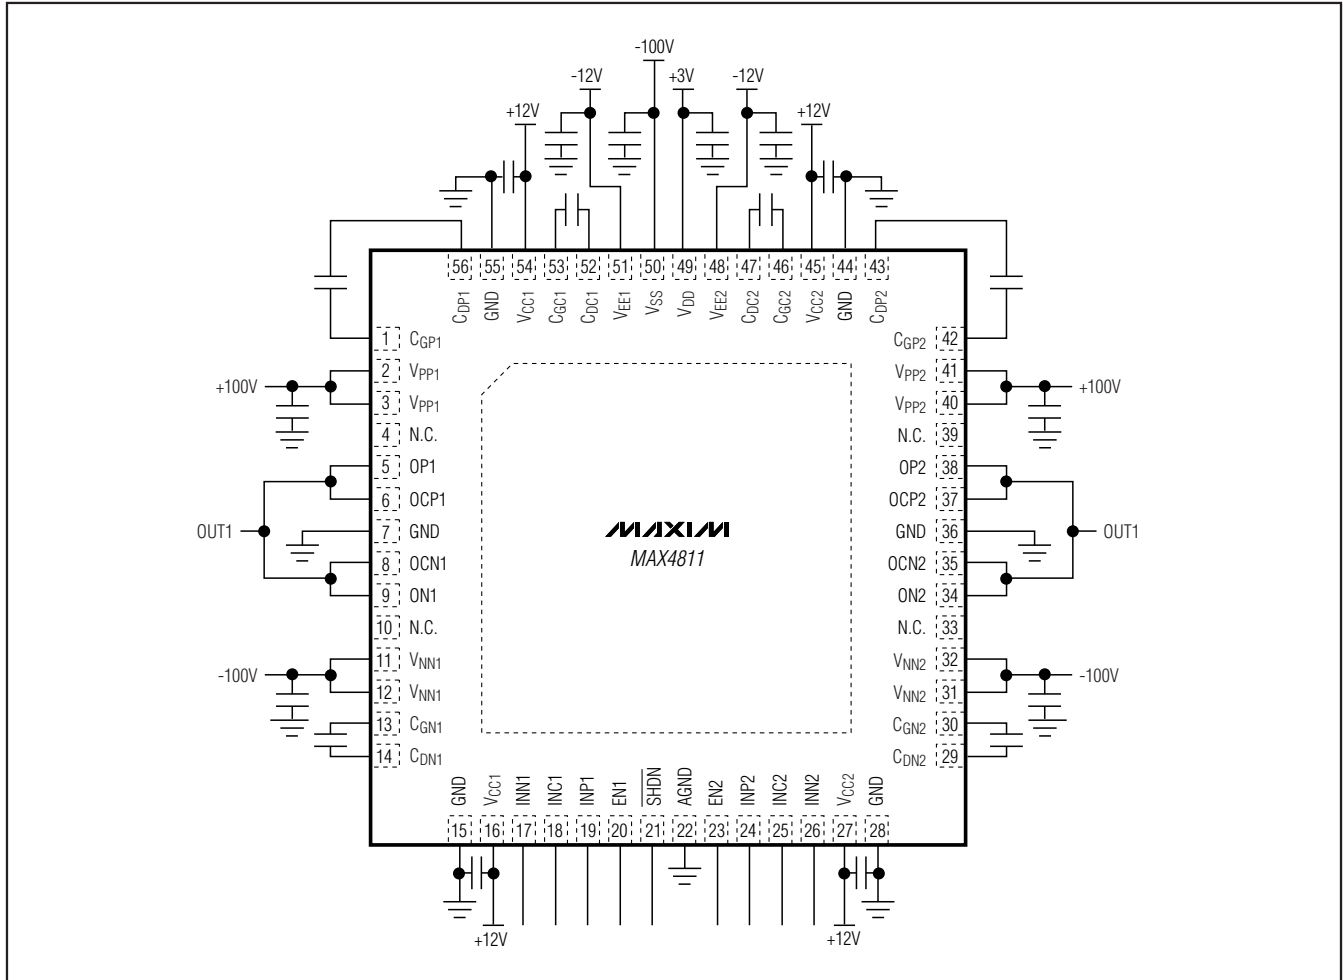 -100V
-12V
+3V
-12V
+12V
+12V
56 55 54 53 52 51 50 49 48 47 46 45 44 43
CDP1 GND VCC1 CGC1 CDC1 VEE1 VSS VDD VEE2 CDC2 CGC2 VCC2 GND CDP2
1 CGP1
CGP2 42
2 VPP1
VPP2 41
+100V
+100V
3 VPP1
VPP2 40
4 N.C.
N.C. 39
5 OP1
OP2 38
6 OCP1
OCP2 37
OUT1
7 GND
MAXIM
GND 36
OUT1
MAX4811
8 OCN1
OCN2 35
9 ON1
ON2 34
10 N.C.
N.C. 33
11 VNN1
VNN2 32
-100V
-100V
12 VNN1
VNN2 31
13 CGN1
CGN2 30
14 CDN1
CDN2 29
GND VCC1 INN1 INC1 INP1 EN1 SHDN AGND EN2 INP2 INC2 INN2 VCC2 GND
15 16 17 18 19 20 21 22 23 24 25 26 27 28
+12V
+12V